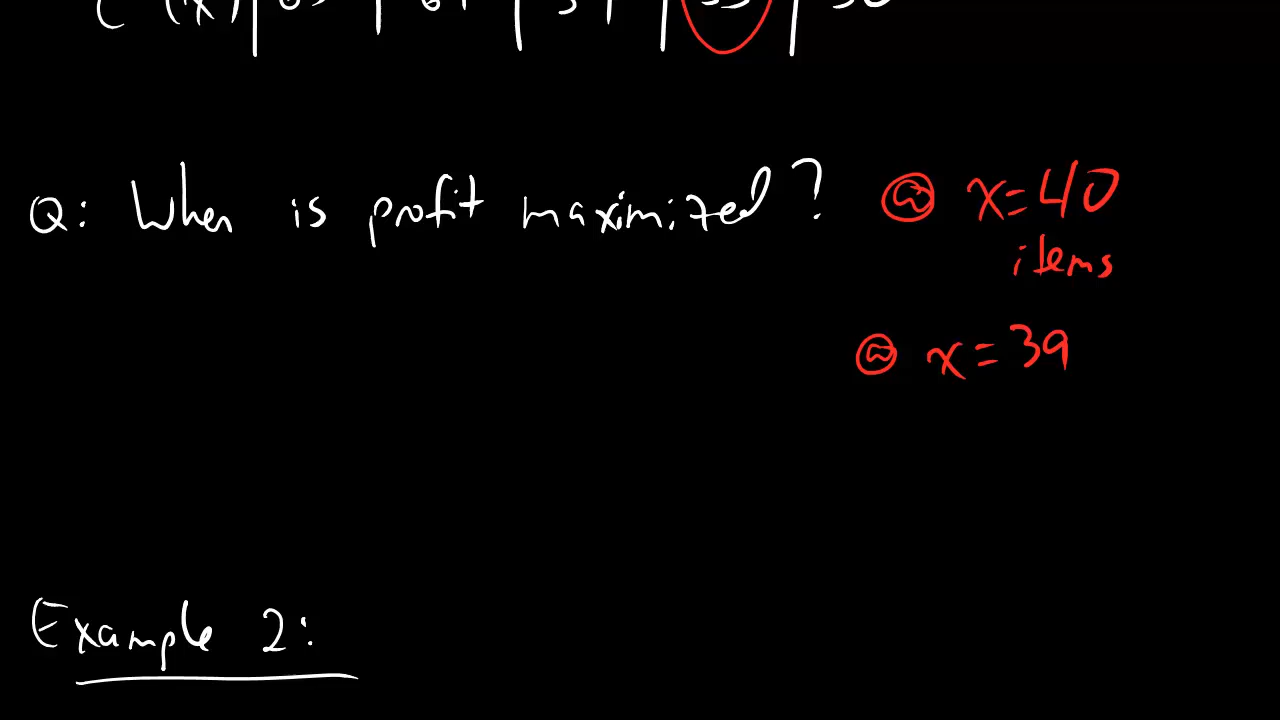 Q: When is profit maximized? @ x=40
items
@ x=39
Example 2: